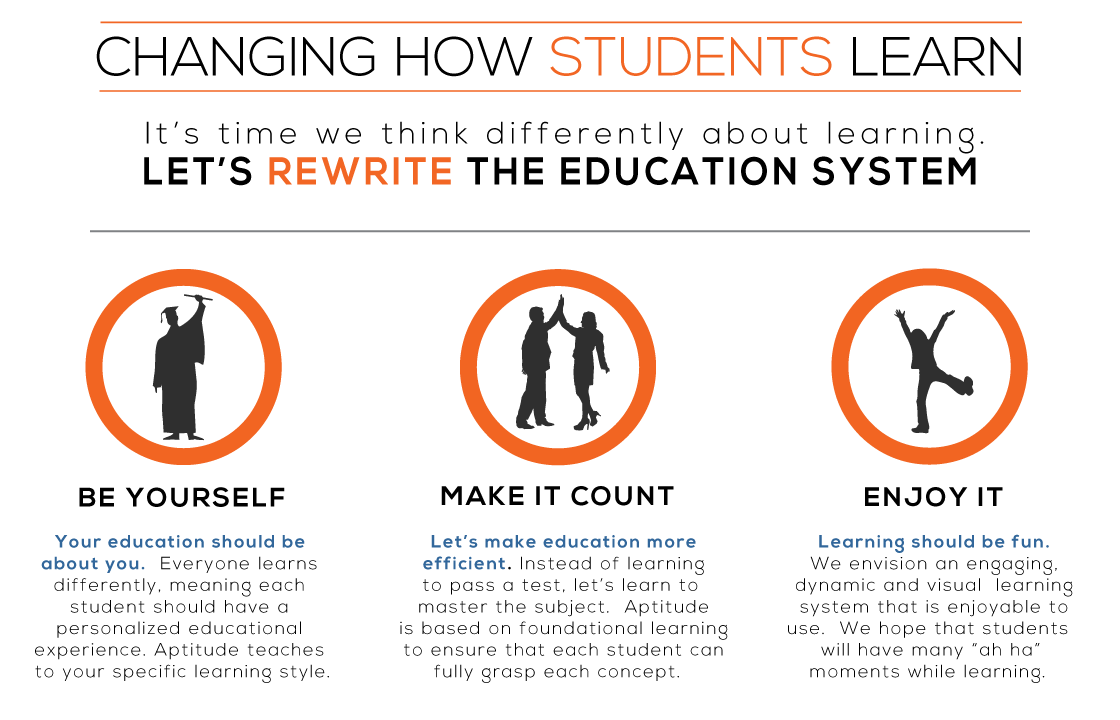 CHANGING HOW STUDENTS LEARN
It's time we think differently about learning.
LET'S REWRITE THE EDUCATION SYSTEM
BE YOURSELF
Your education should be
about you. Everyone learns
differently, meaning each
student should have a
personalized educational
experience. Aptitude teaches
to your specific learning style.
MAKE IT COUNT
Let's make education more
efficient. Instead of learning
to pass a test, let's learn to
master the subject. Aptitude
is based on foundational learning
to ensure that each student can
fully grasp each concept.
ENJOY IT
Learning should be fun.
We envision an engaging,
dynamic and visual learning
system that is enjoyable to
use. We hope that students
will have many "ah ha"
moments while learning.